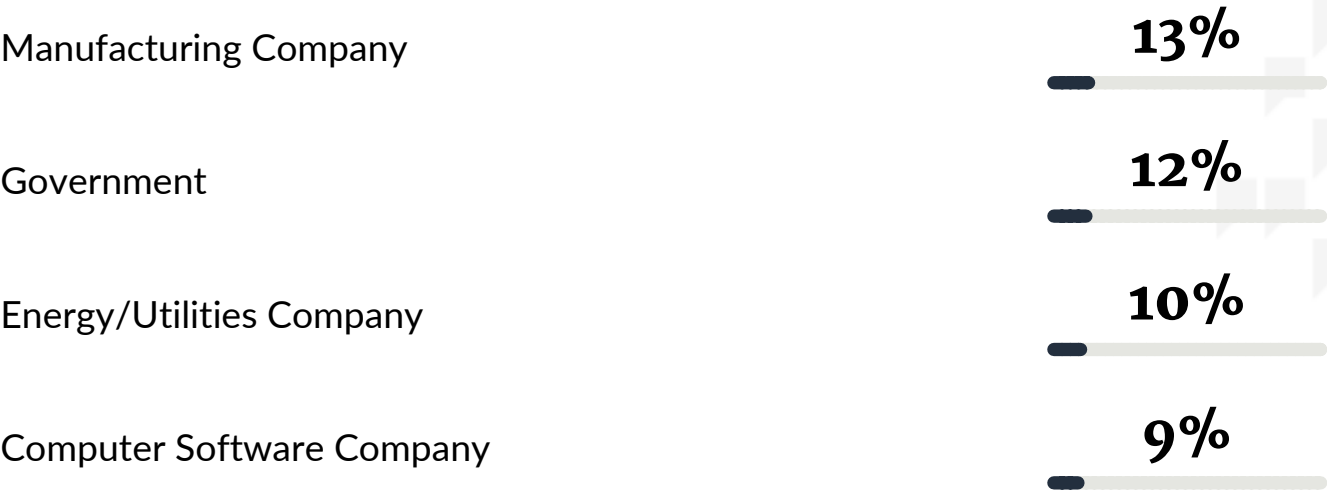 Manufacturing Company 13%
Government 12%
Energy/Utilities Company 10%
Computer Software Company 9%